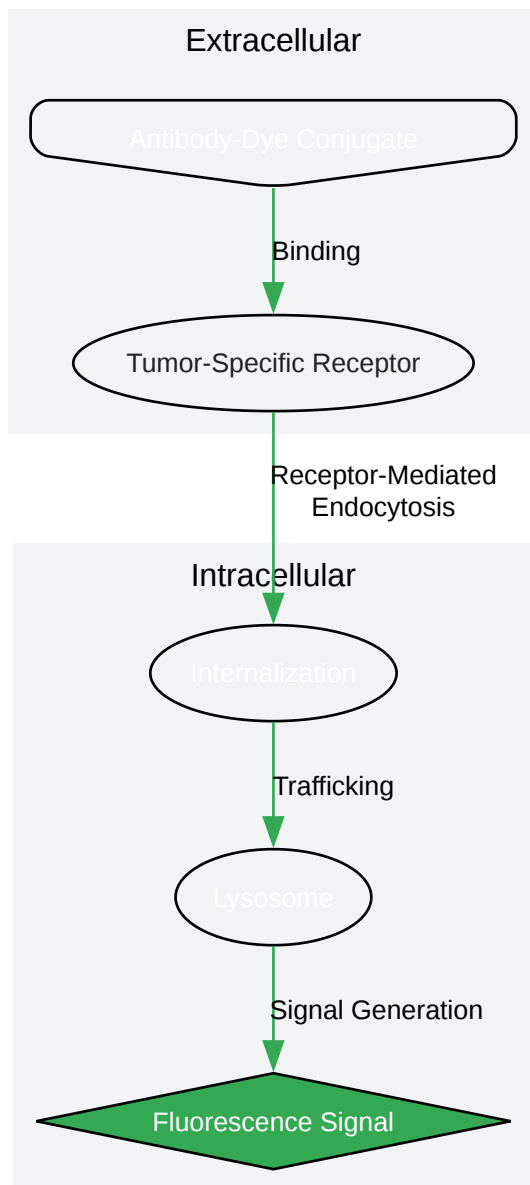 Extracellular
Antibody-Dye Conjugate
Binding
Tumor-Specific Receptor
Receptor-Mediated
Endocytosis
Intracellular
Internalization
Trafficking
Lysosome
Signal Generation
Fluorescence Signal